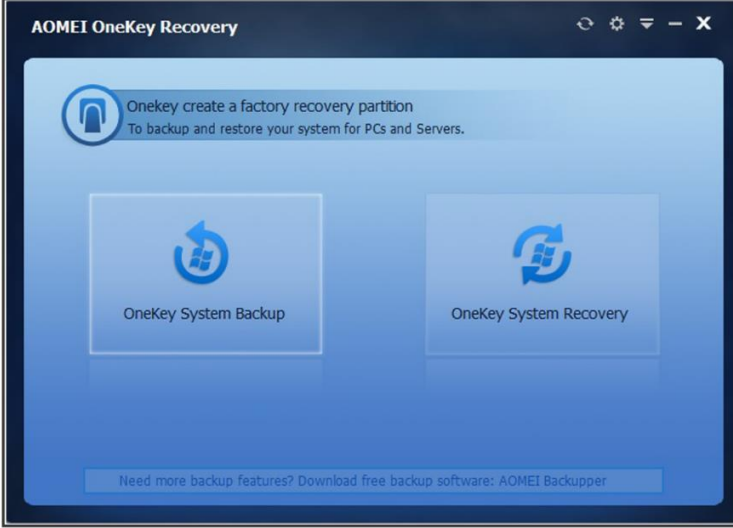 AOMEI OneKey Recovery
Onekey create a factory recovery partition
To backup and restore your system for PCs and Servers.
OneKey System Backup
OneKey System Recovery
Need more backup features? Download free backup software: AOMEI Backupper